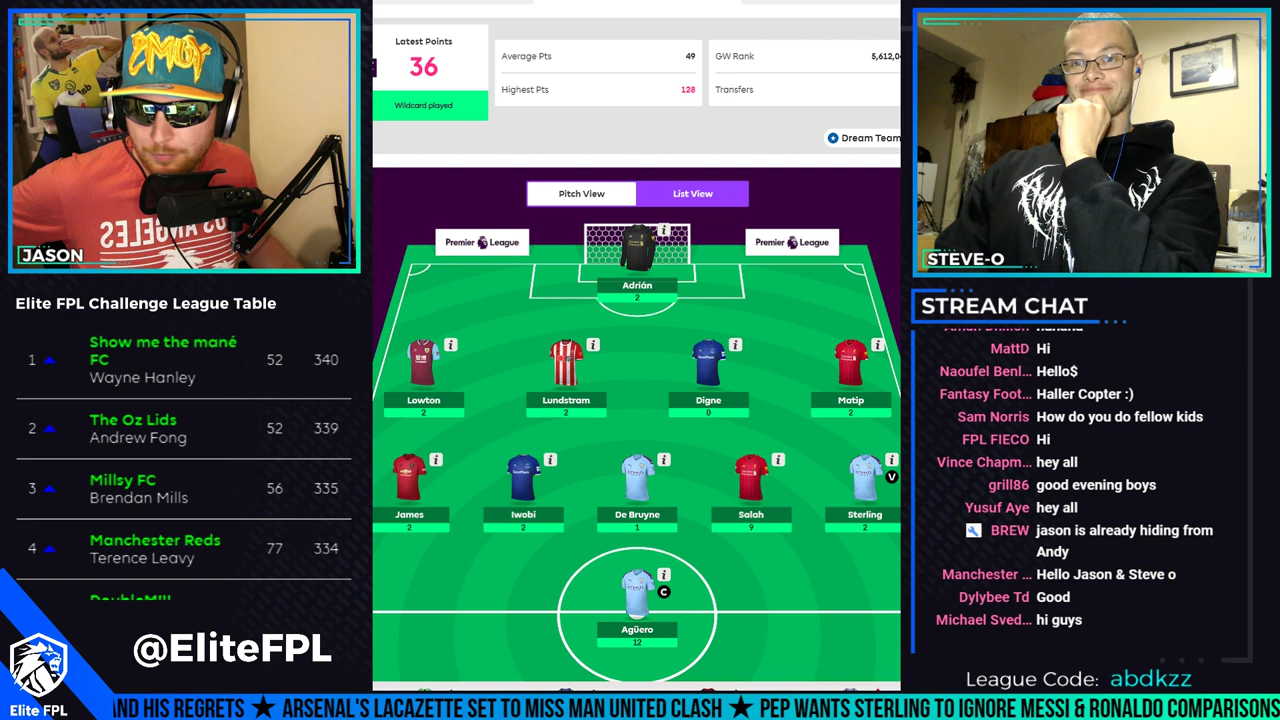 JASON
Elite FPL Challenge League Table
1 Show me the mané FC 52 340
Wayne Hanley
2 The Oz Lids 52 339
Andrew Fong
3 Millsy FC 56 335
Brendan Mills
4 Manchester Reds 77 334
Terence Leavy
@EliteFPL
Elite FPL
Latest Points
36
Wildcard played
Average Pts 49
Highest Pts 128
GW Rank 5,612,0
Transfers
Dream Team
Pitch View
List View
Premier League
Premier League
Adrián
2
Lowton
2
Lundstram
2
Digne
0
Matip
2
James
2
Iwobi
2
De Bruyne
1
Salah
9
Sterling
2
V
C
Agüero
12
LOS ANGELES
STEVE-O
STREAM CHAT
MattD Hi
Naoufel Benl... Hello$
Fantasy Foot... Haller Copter :)
Sam Norris How do you do fellow kids
FPL FIECO Hi
Vince Chapm... hey all
grill86 good evening boys
Yusuf Aye hey all
BREW jason is already hiding from
Andy
Manchester ... Hello Jason & Steve o
Dylybee Td Good
Michael Sved... hi guys
League Code: abdkzz
AND HIS REGRETS ★ ARSENAL'S LACAZETTE SET TO MISS MAN UNITED CLASH ★ PEP WANTS STERLING TO IGNORE MESSI & RONALDO COMPARISONS